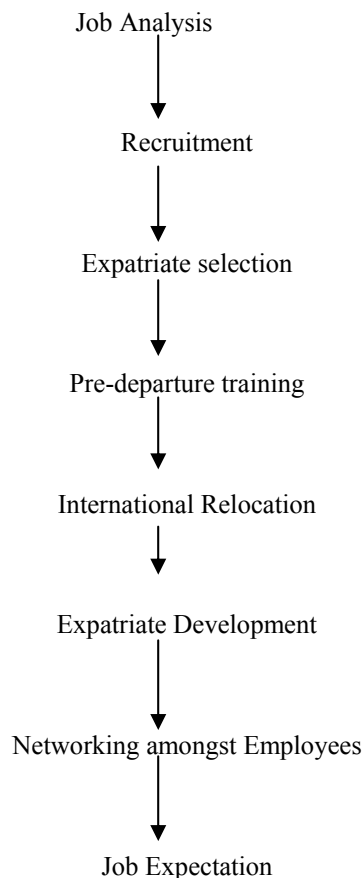 Job Analysis
Recruitment
Expatriate selection
Pre-departure training
International Relocation
Expatriate Development
Networking amongst Employees
Job Expectation